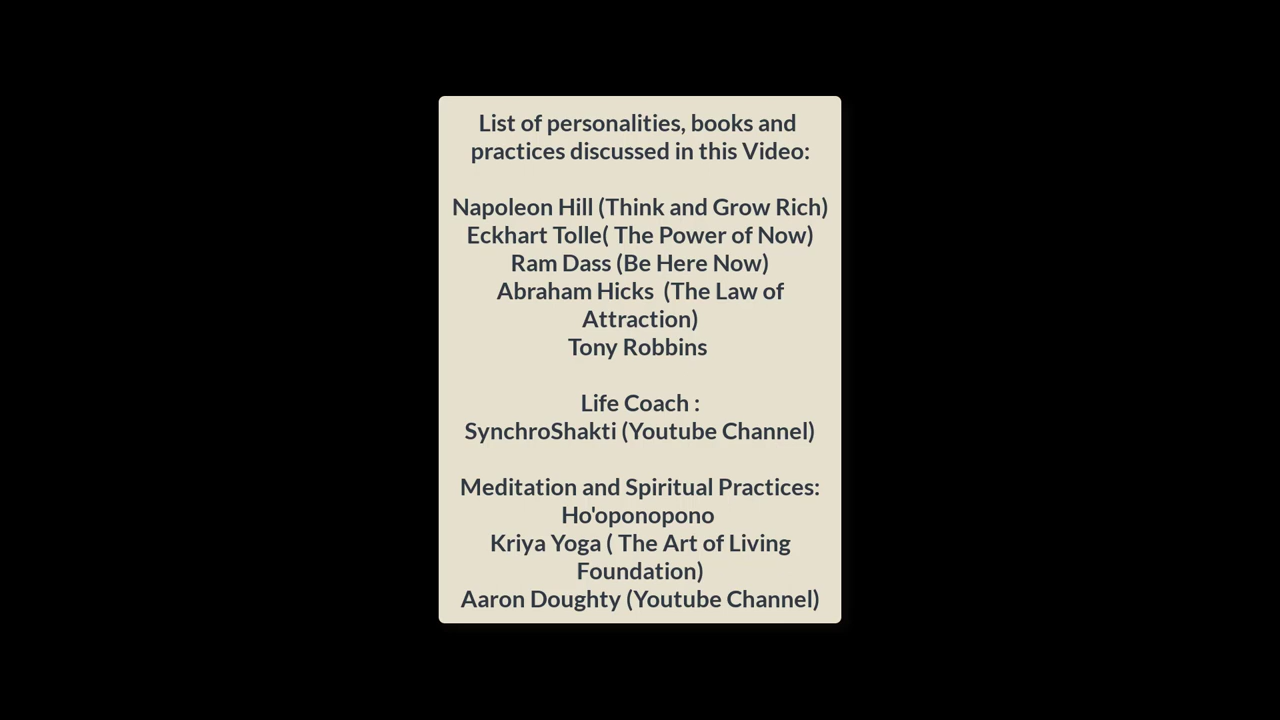 List of personalities, books and
practices discussed in this Video:
Napoleon Hill (Think and Grow Rich)
Eckhart Tolle( The Power of Now)
Ram Dass (Be Here Now)
Abraham Hicks  (The Law of
Attraction)
Tony Robbins
Life Coach :
SynchroShakti (Youtube Channel)
Meditation and Spiritual Practices:
Ho'oponopono
Kriya Yoga ( The Art of Living
Foundation)
Aaron Doughty (Youtube Channel)